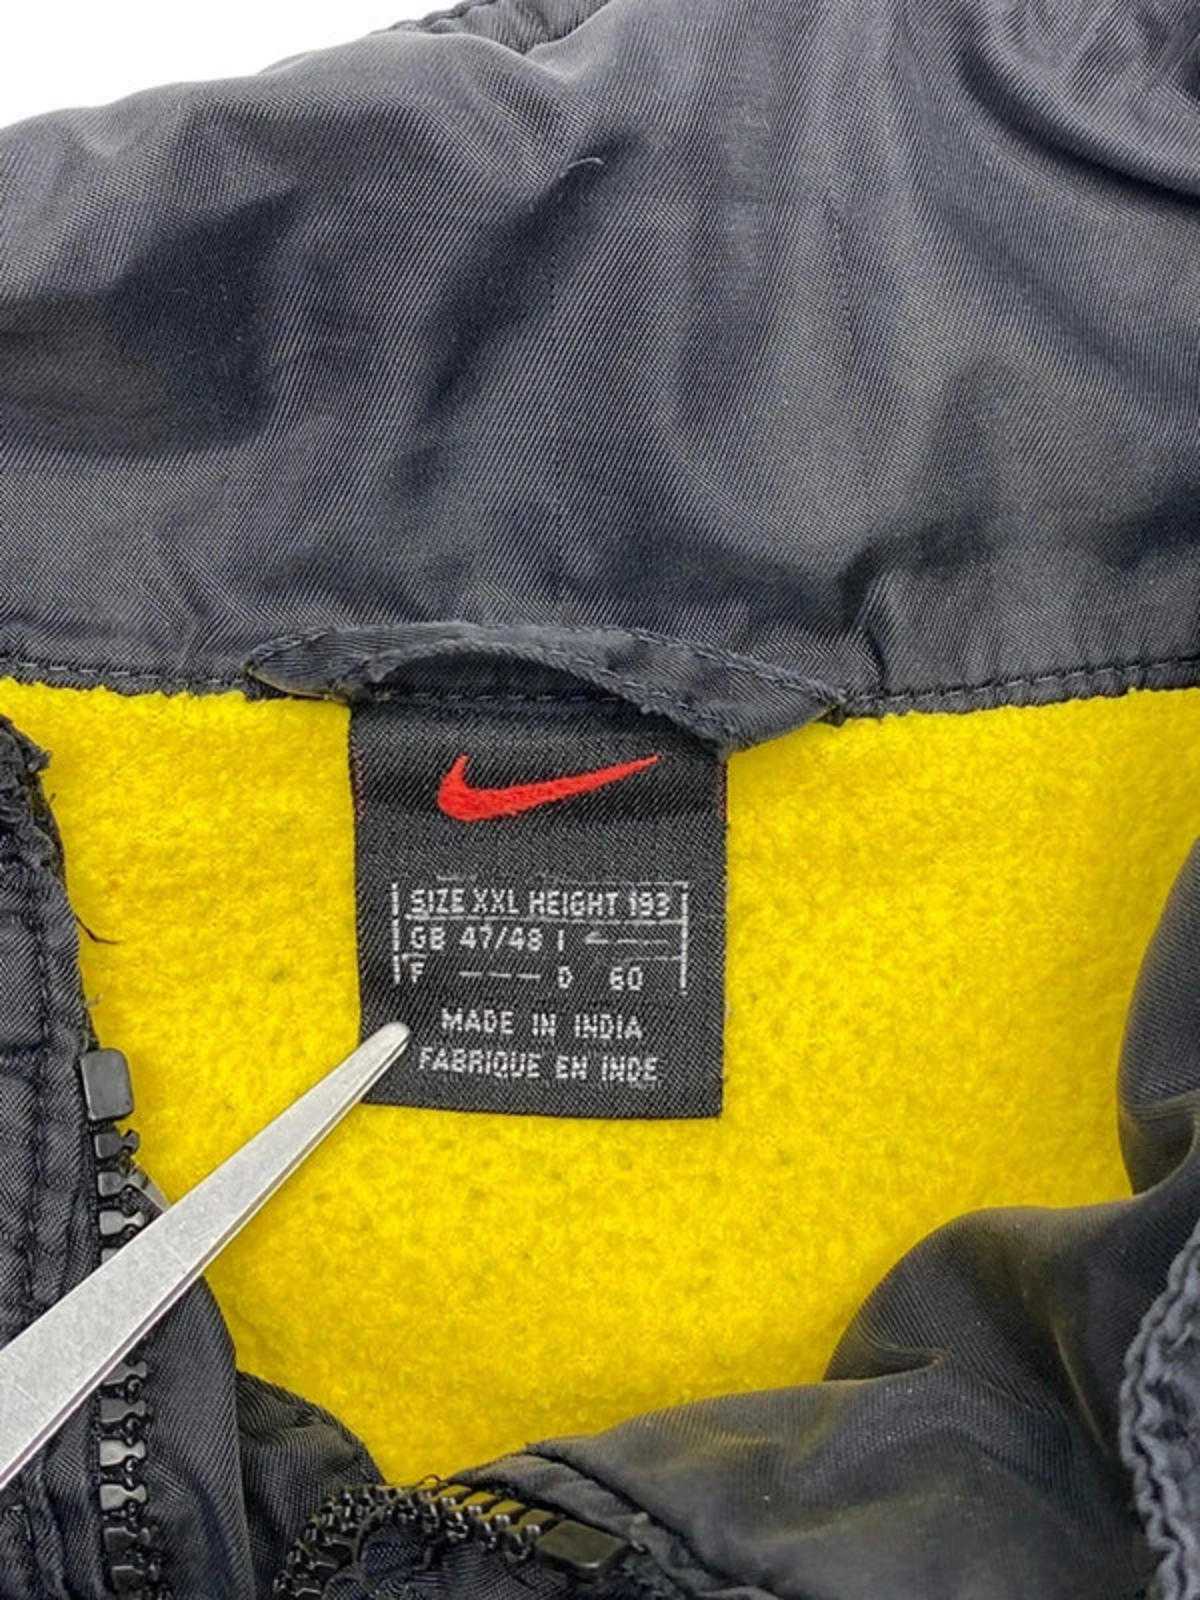 SIZE XXL HEIGHT 193
GB 47/48 I ----
F ---- D 60
MADE IN INDIA
FABRIQUE EN INDE